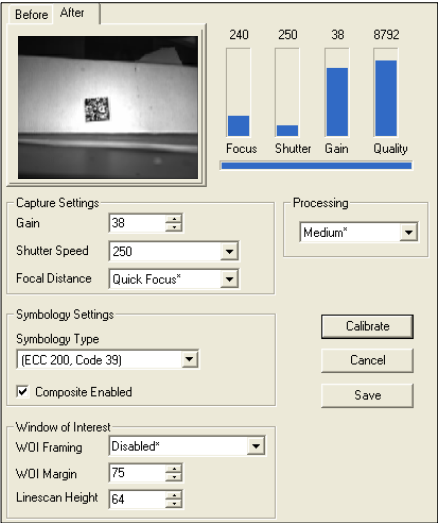 Before After
240 250 38 8792
Focus Shutter Gain Quality
Capture Settings
Gain 38
Shutter Speed 250
Focal Distance Quick Focus*
Processing
Medium*
Symbology Settings
Symbology Type
(ECC 200, Code 39)
Composite Enabled
Calibrate
Cancel
Save
Window of Interest
WOI Framing Disabled*
WOI Margin 75
Linescan Height 64